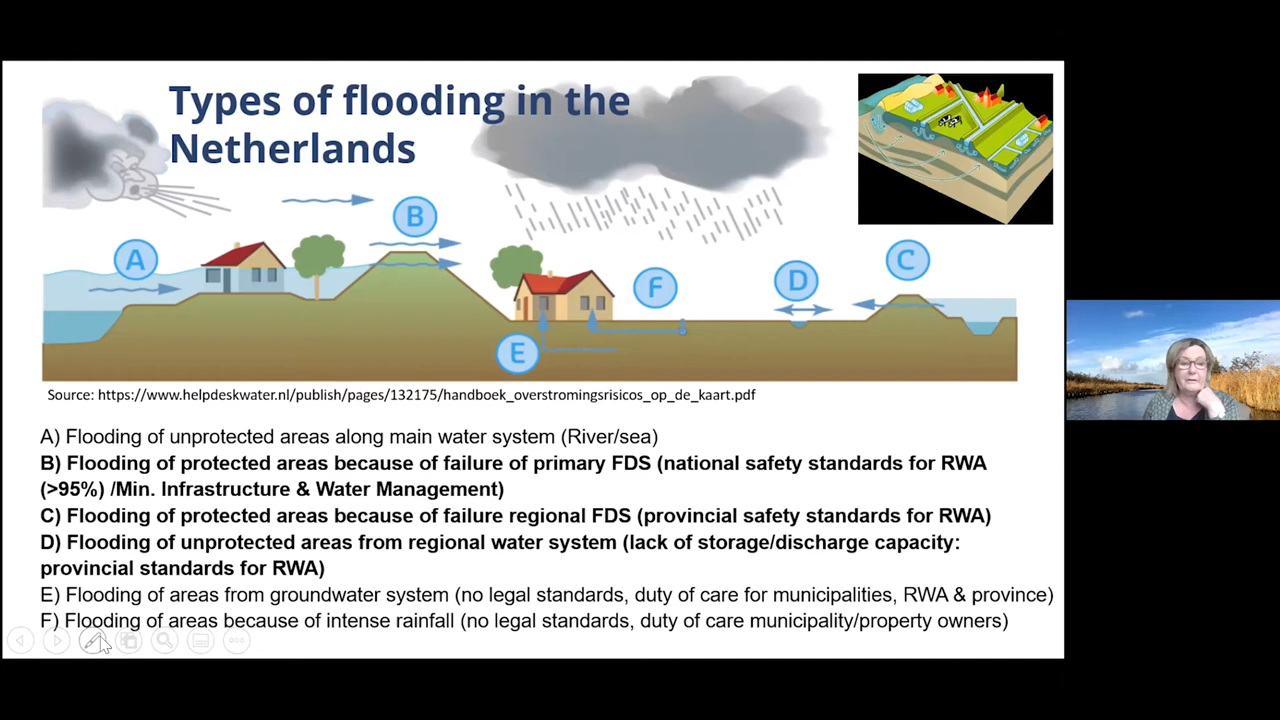 Types of flooding in the
Netherlands
A
B
C
D
E
F
Source: https://www.helpdeskwater.nl/publish/pages/132175/handboek_overstromingsrisicos_op_de_kaart.pdf
A) Flooding of unprotected areas along main water system (River/sea)
B) Flooding of protected areas because of failure of primary FDS (national safety standards for RWA
(>95%) /Min. Infrastructure & Water Management)
C) Flooding of protected areas because of failure regional FDS (provincial safety standards for RWA)
D) Flooding of unprotected areas from regional water system (lack of storage/discharge capacity:
provincial standards for RWA)
E) Flooding of areas from groundwater system (no legal standards, duty of care for municipalities, RWA & province)
F) Flooding of areas because of intense rainfall (no legal standards, duty of care municipality/property owners)